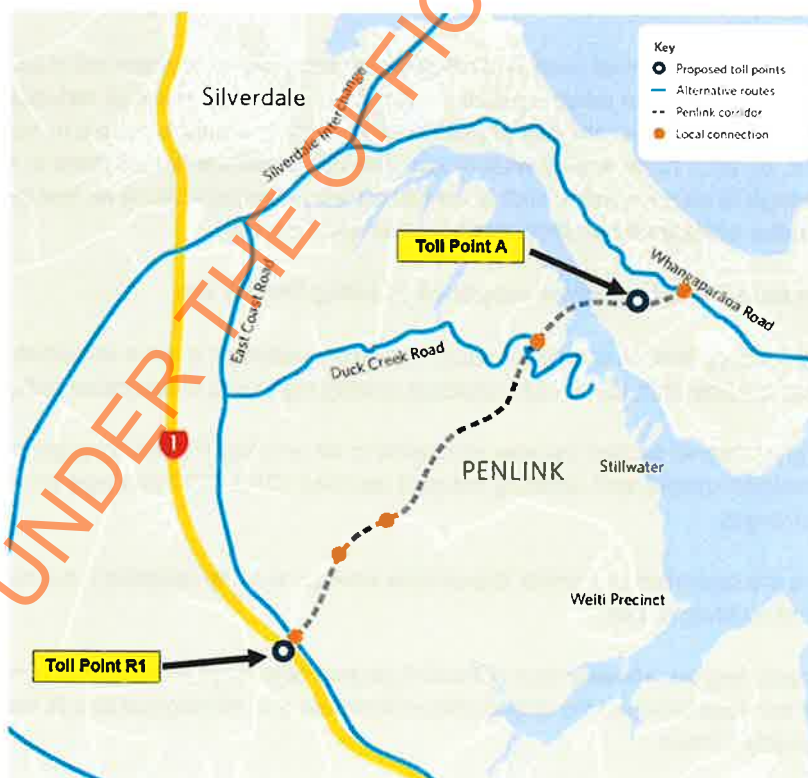 Key
Proposed toll points
Alternative routes
Penlink corridor
Local connection
Silverdale
Silverdale Interchange
Toll Point A
Whangaparāoa Road
East Coast Road
Duck Creek Road
1
PENLINK
Stillwater
Weiti Precinct
Toll Point R1
UNDER THE OFFIC